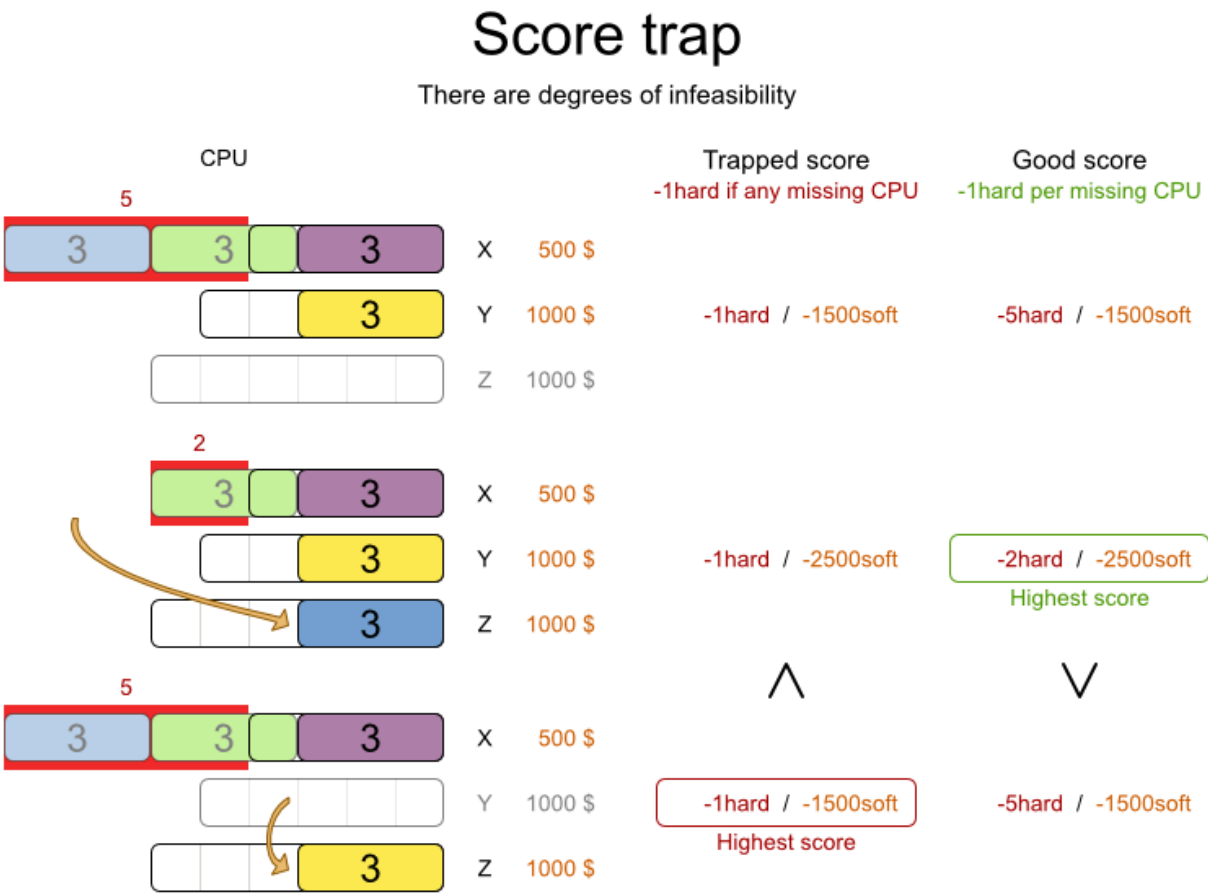 Score trap
There are degrees of infeasibility
CPU Trapped score Good score
-1hard if any missing CPU -1hard per missing CPU
5
3 3 3 X 500 $
3 Y 1000 $ -1hard / -1500soft -5hard / -1500soft
Z 1000 $
2
3 3 X 500 $
3 Y 1000 $ -1hard / -2500soft -2hard / -2500soft
Highest score
3 Z 1000 $
5
3 3 3 X 500 $
Y 1000 $ -1hard / -1500soft -5hard / -1500soft
Highest score
3 Z 1000 $